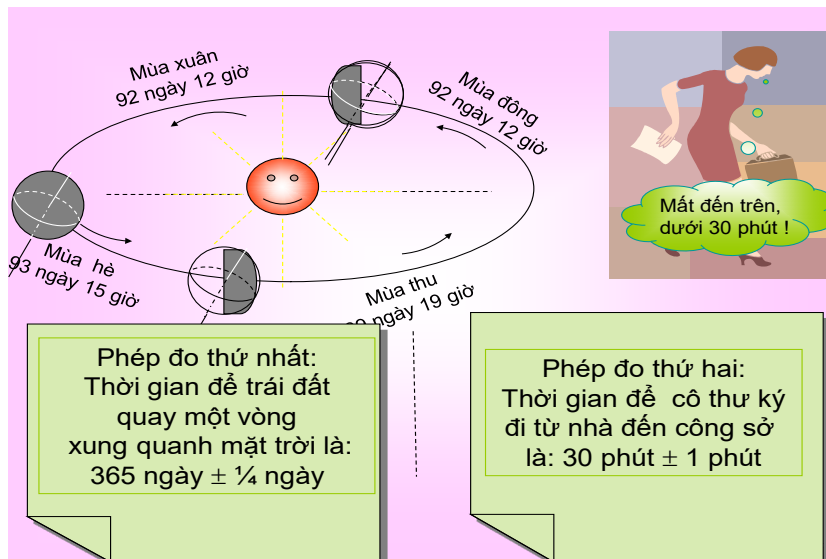 Mùa xuân
92 ngày 12 giờ
Mùa đông
92 ngày 12 giờ
Mất đến trên,
dưới 30 phút !
Mùa hè
93 ngày 15 giờ
Mùa thu
ngày 19 giờ
Phép đo thứ nhất:
Thời gian để trái đất
quay một vòng
xung quanh mặt trời là:
365 ngày ± ¼ ngày
Phép đo thứ hai:
Thời gian để cô thư ký
đi từ nhà đến công sở
là: 30 phút ± 1 phút